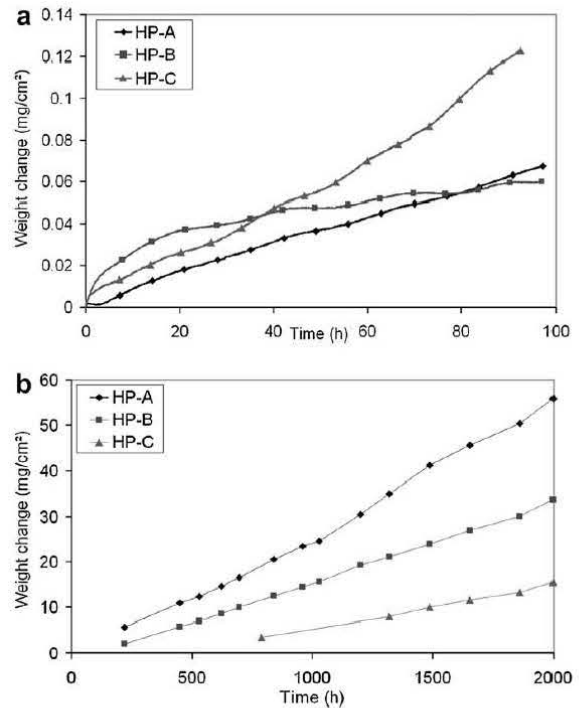 a
0.14
0.12
0.1
0.08
0.06
0.04
0.02
0
Weight change (mg/cm²)
HP-A
HP-B
HP-C
0 20 40 60 80 100
Time (h)
b
60
50
40
30
20
10
0
Weight change (mg/cm²)
HP-A
HP-B
HP-C
0 500 1000 1500 2000
Time (h)